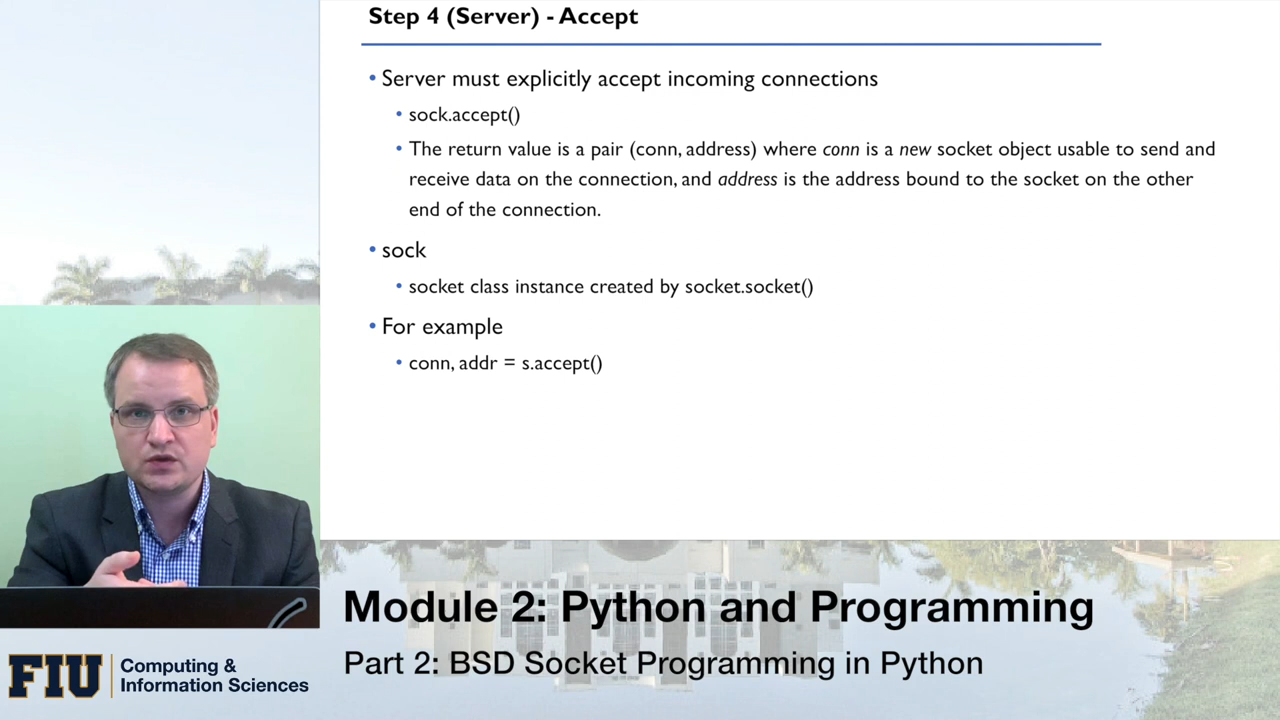 Step 4 (Server) - Accept
• Server must explicitly accept incoming connections
• sock.accept()
• The return value is a pair (conn, address) where conn is a new socket object usable to send and
receive data on the connection, and address is the address bound to the socket on the other
end of the connection.
• sock
• socket class instance created by socket.socket()
• For example
• conn, addr = s.accept()
Module 2: Python and Programming
Part 2: BSD Socket Programming in Python
FIU
Computing &
Information Sciences